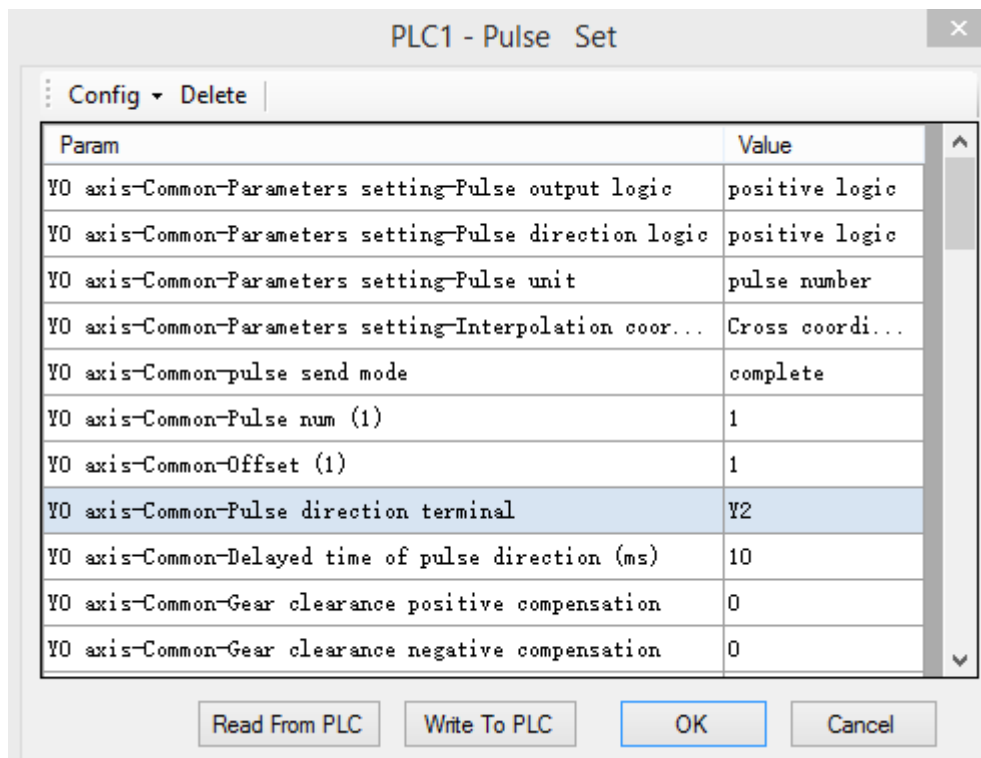 PLC1 - Pulse Set
Config Delete
Param Value
Y0 axis-Common-Parameters setting-Pulse output logic positive logic
Y0 axis-Common-Parameters setting-Pulse direction logic positive logic
Y0 axis-Common-Parameters setting-Pulse unit pulse number
Y0 axis-Common-Parameters setting-Interpolation coor... Cross coordi...
Y0 axis-Common-pulse send mode complete
Y0 axis-Common-Pulse num (1) 1
Y0 axis-Common-Offset (1) 1
Y0 axis-Common-Pulse direction terminal Y2
Y0 axis-Common-Delayed time of pulse direction (ms) 10
Y0 axis-Common-Gear clearance positive compensation 0
Y0 axis-Common-Gear clearance negative compensation 0
Read From PLC Write To PLC OK Cancel